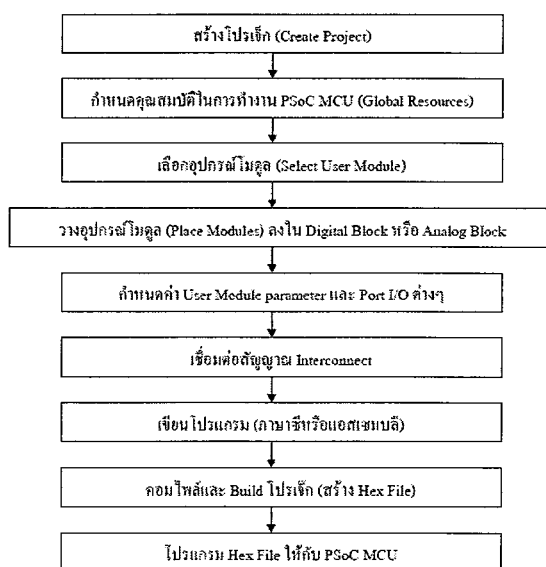 สร้างโปรเจ็ก (Create Project)
กำหนดคุณสมบัติในการทำงาน PSoC MCU (Global Resources)
เลือกอุปกรณ์โมดูล (Select User Module)
วางอุปกรณ์โมดูล (Place Modules) ลงใน Digital Block หรือ Analog Block
กำหนดค่า User Module parameter และ Port I/O ต่างๆ
เชื่อมต่อสัญญาณ Interconnect
เขียนโปรแกรม (ภาษาซีหรือแอสเซมบลี)
คอมไพล์และ Build โปรเจ็ก (สร้าง Hex File)
โปรแกรม Hex File ให้กับ PSoC MCU